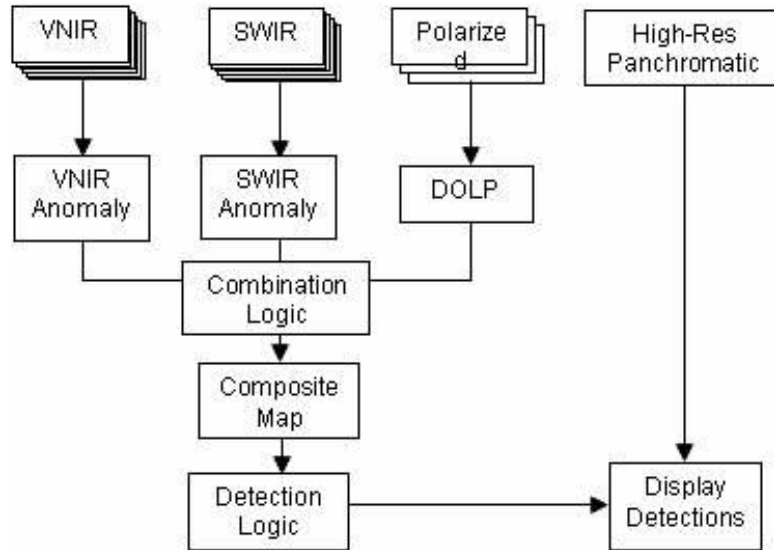 VNIR
SWIR
Polarize
d
High-Res
Panchromatic
VNIR
Anomaly
SWIR
Anomaly
DOLP
Combination
Logic
Composite
Map
Detection
Logic
Display
Detections